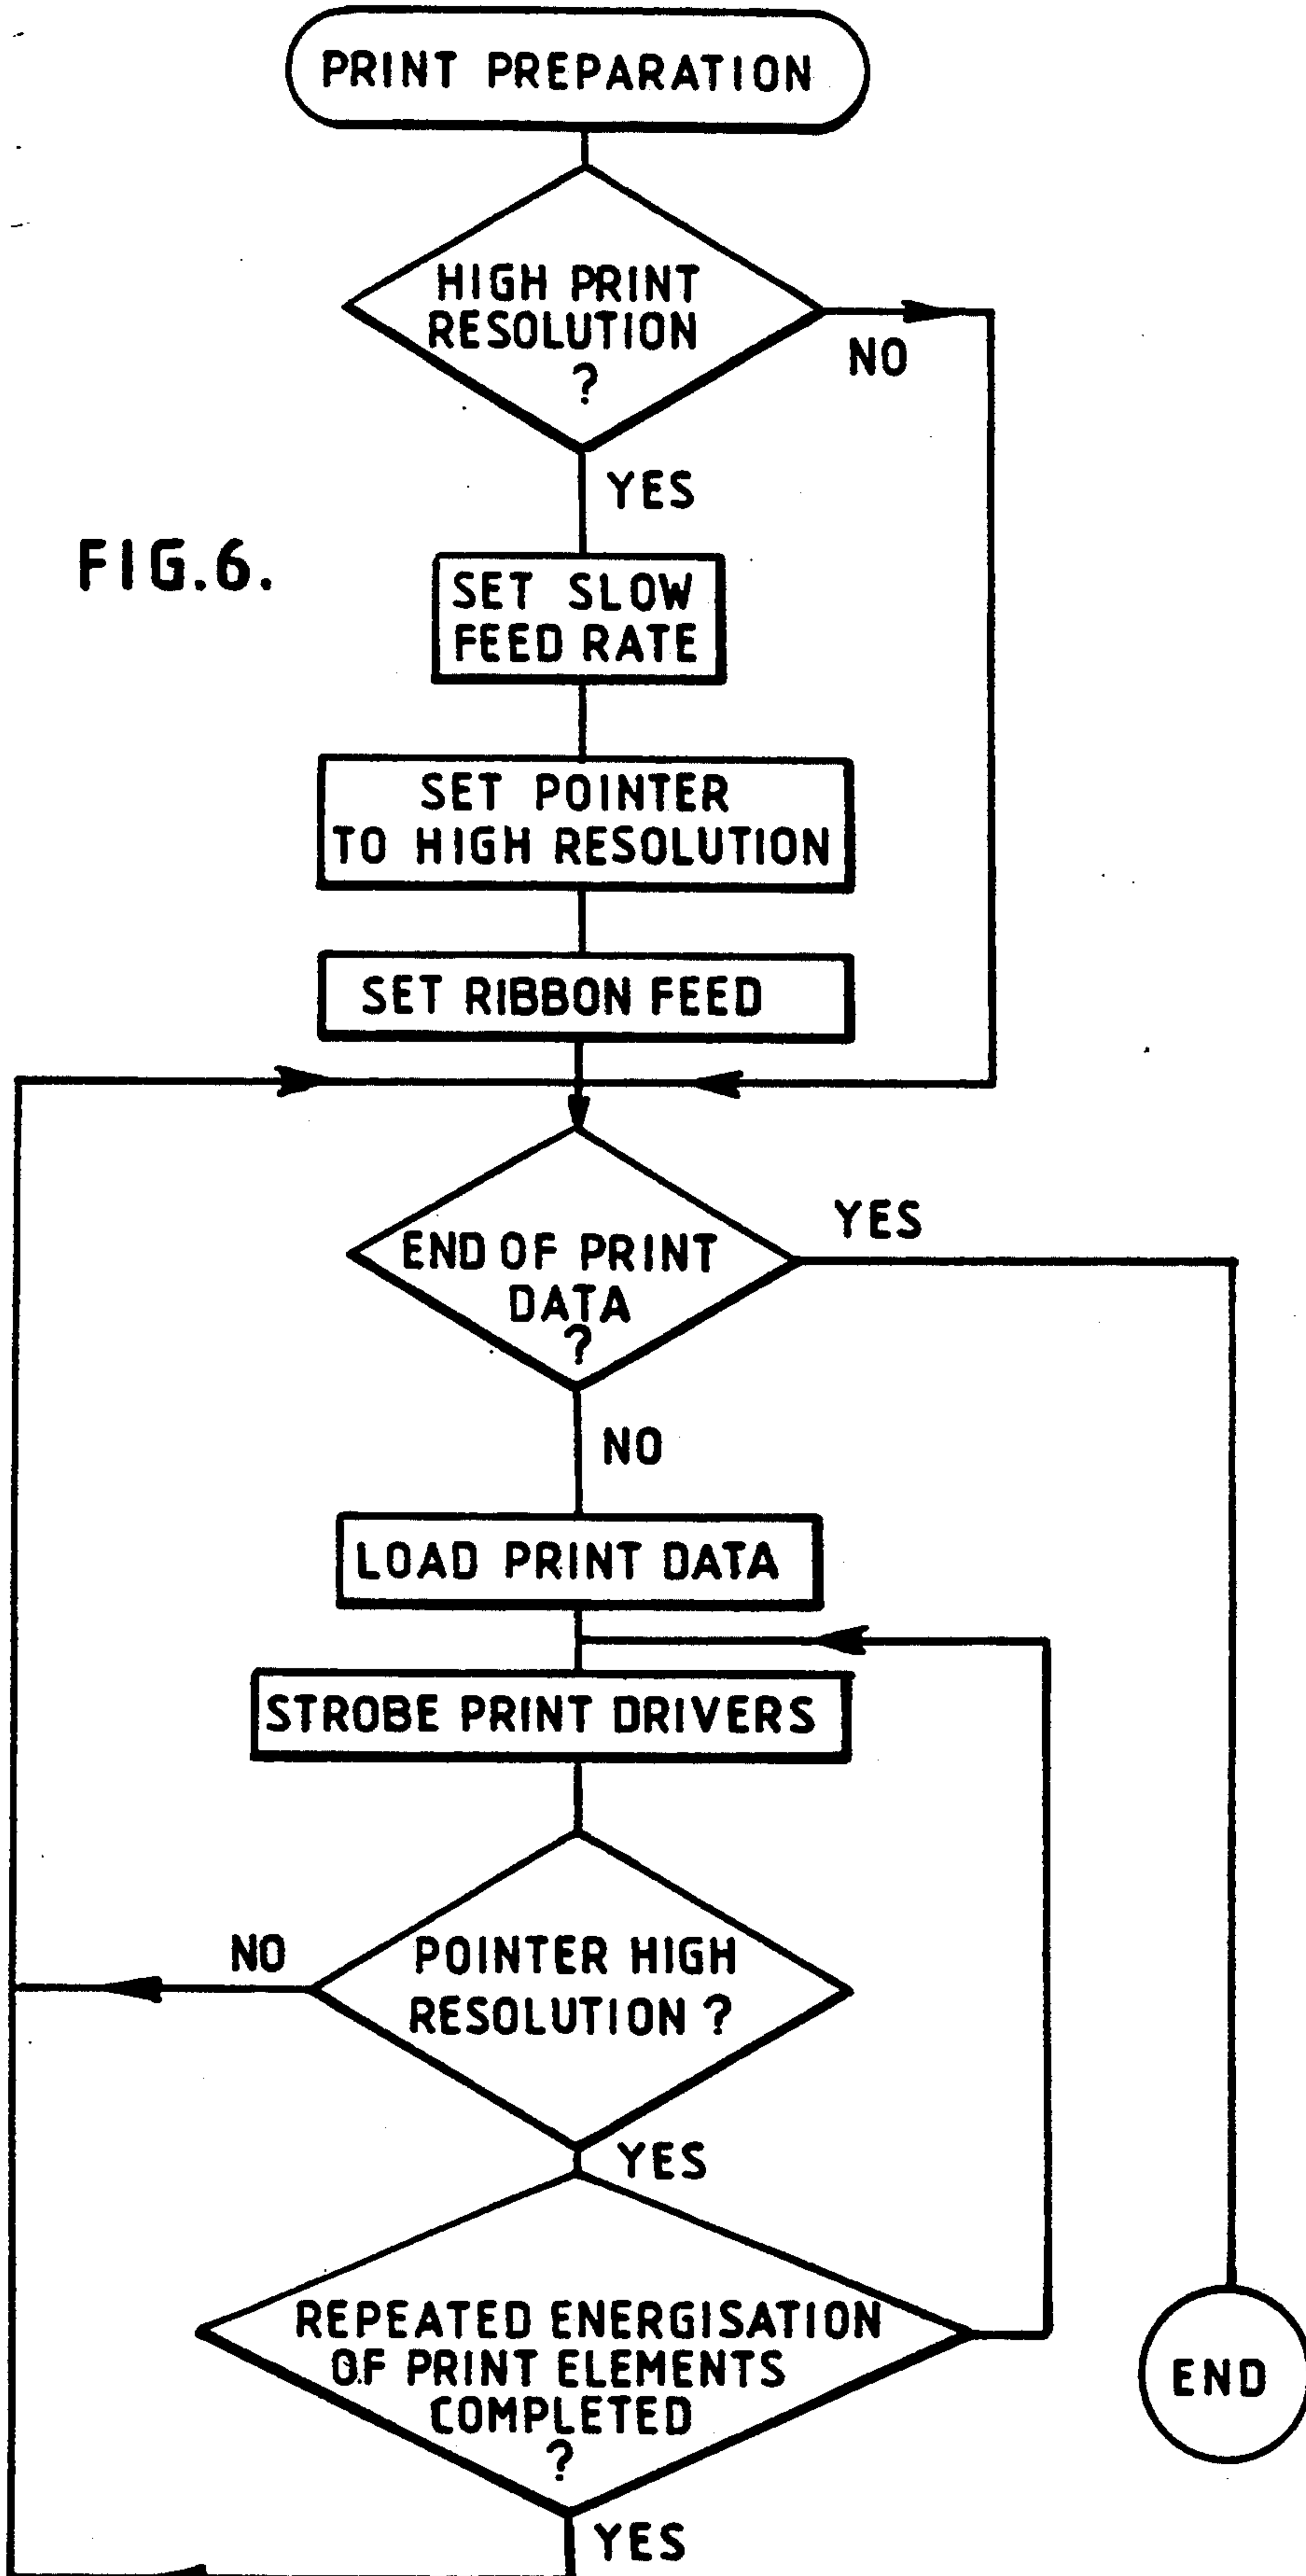 PRINT PREPARATION
HIGH PRINT
RESOLUTION
?
NO
YES
FIG.6.
SET SLOW
FEED RATE
SET POINTER
TO HIGH RESOLUTION
SET RIBBON FEED
END OF PRINT
DATA
?
YES
NO
LOAD PRINT DATA
STROBE PRINT DRIVERS
NO
POINTER HIGH
RESOLUTION ?
YES
REPEATED ENERGISATION
OF PRINT ELEMENTS
COMPLETED
?
END
YES